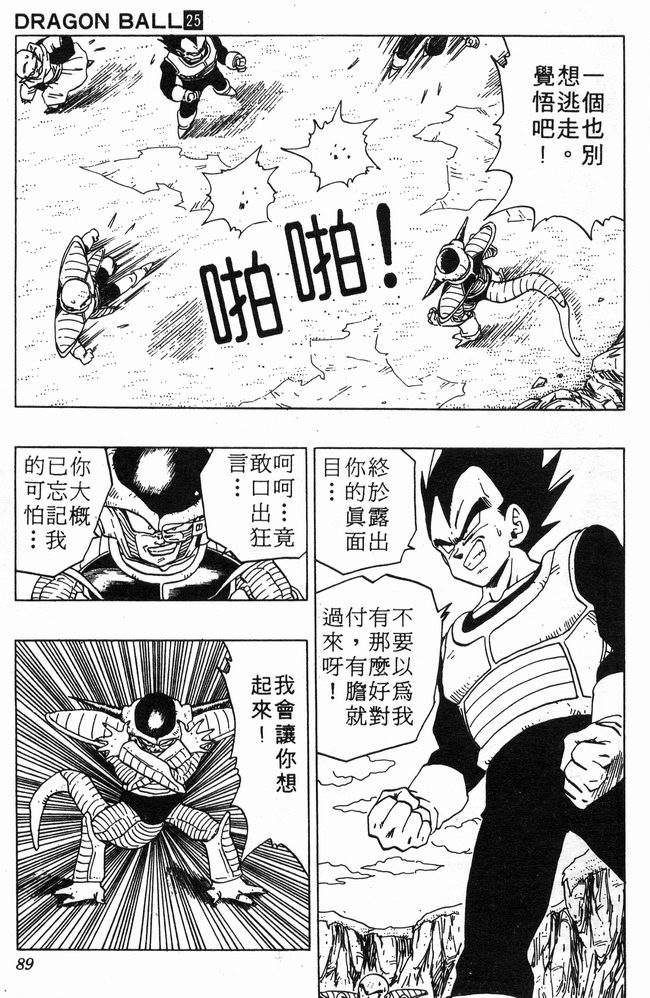 DRAGON BALL 25
一個也別
想逃走。
覺悟吧！
啪啪！
終於露出
你的眞面
目…
不要以爲我
有那麼好對
付，有膽就
過來呀！
呵呵…竟
敢口出狂
言…
你大概
已忘記我
的可怕…
我會讓你想
起來！
89